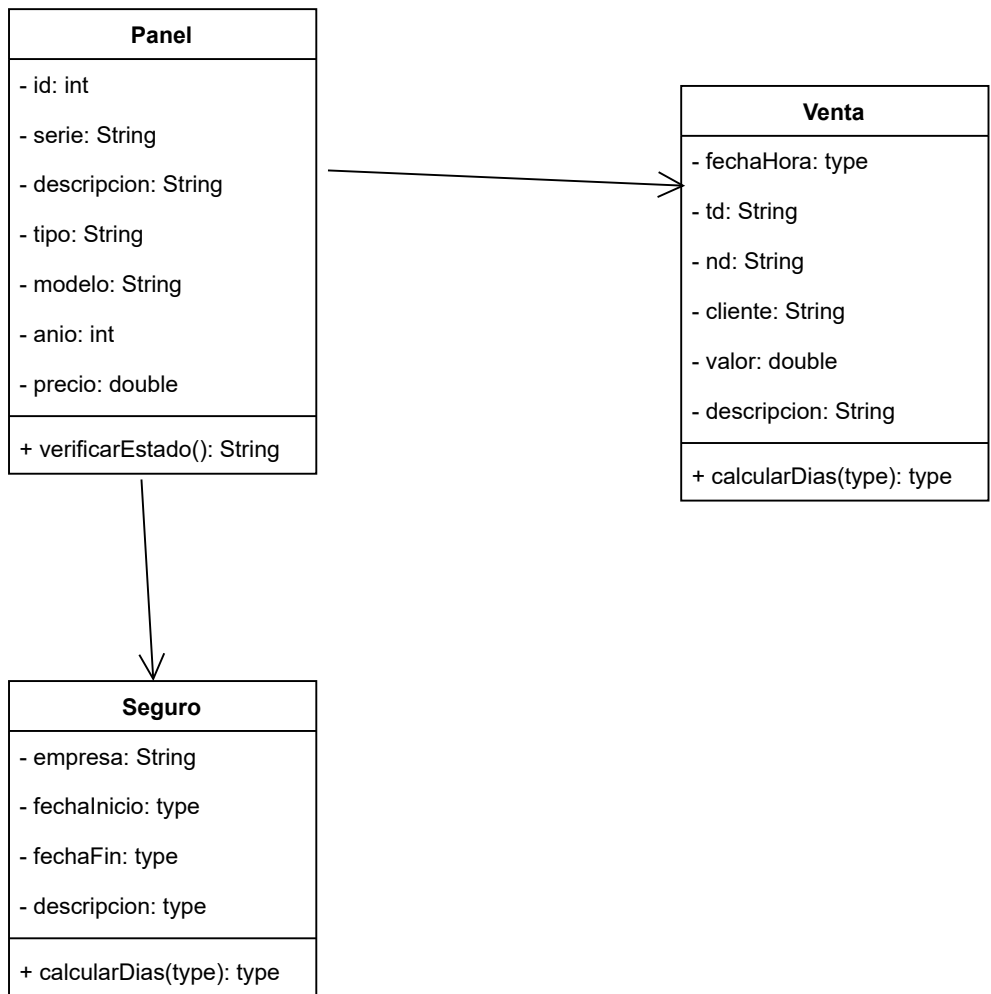 Panel
- id: int
- serie: String
- descripcion: String
- tipo: String
- modelo: String
- anio: int
- precio: double
+ verificarEstado(): String
Venta
- fechaHora: type
- td: String
- nd: String
- cliente: String
- valor: double
- descripcion: String
+ calcularDias(type): type
Seguro
- empresa: String
- fechaInicio: type
- fechaFin: type
- descripcion: type
+ calcularDias(type): type